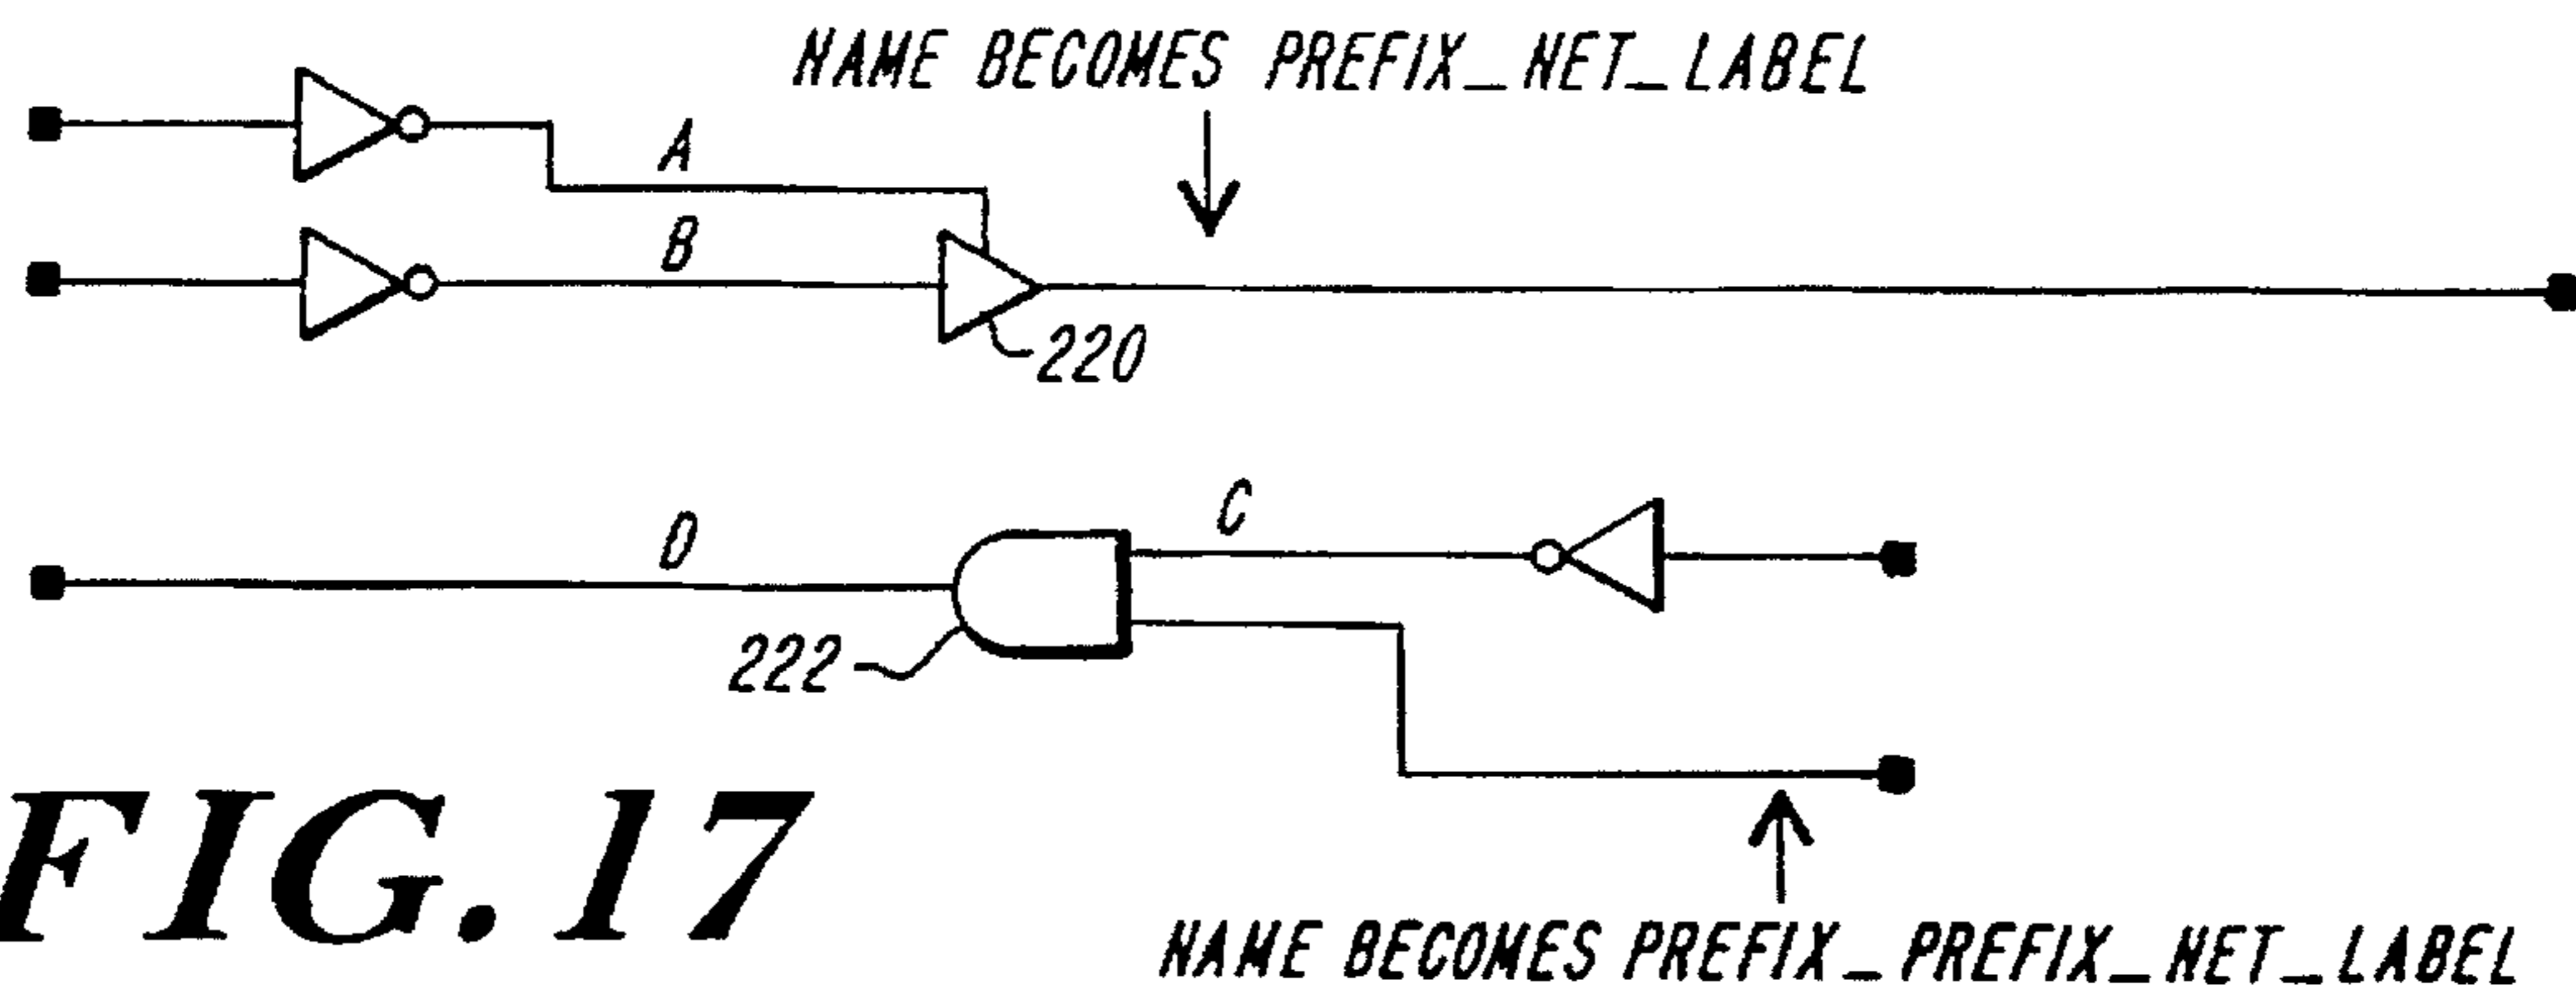 NAME BECOMES PREFIX_NET_LABEL
A
B
220
C
D
222
FIG. 17
NAME BECOMES PREFIX_PREFIX_NET_LABEL